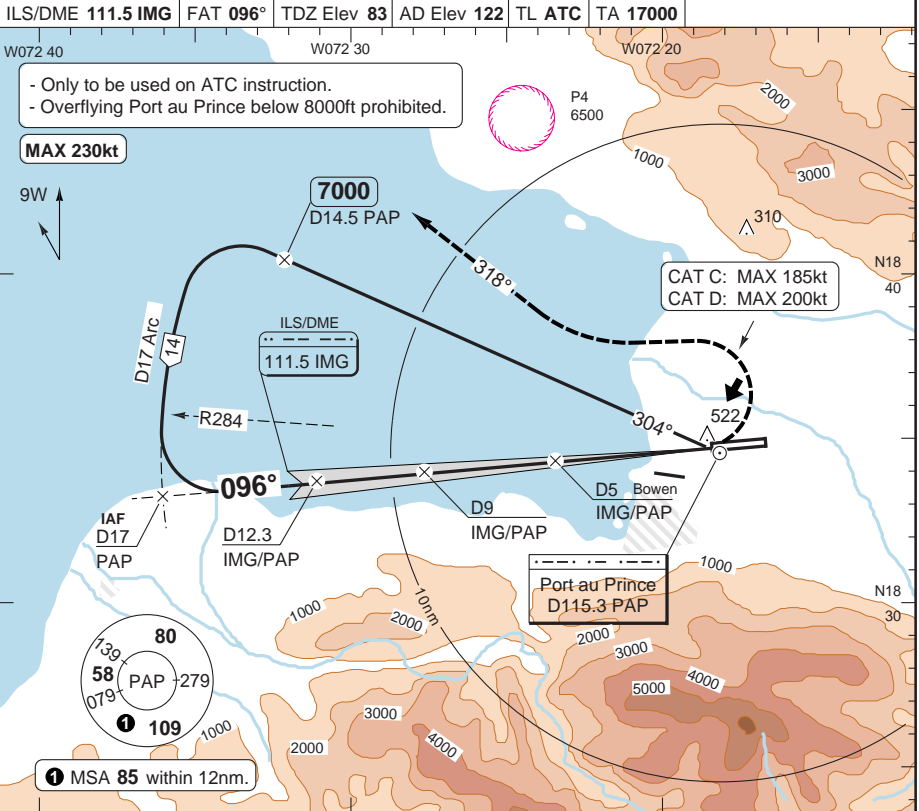 ILS/DME 111.5 IMG FAT 096° TDZ Elev 83 AD Elev 122 TL ATC TA 17000
W072 40 W072 30 W072 20
- Only to be used on ATC instruction.
- Overflying Port au Prince below 8000ft prohibited.
P4
6500
2000
1000
3000
MAX 230kt
9W
7000
D14.5 PAP
310
318°
N18
40
CAT C: MAX 185kt
CAT D: MAX 200kt
ILS/DME
111.5 IMG
D17 Arc
14
R284
304°
522
096°
D5 Bowen
IMG/PAP
D9
IMG/PAP
D12.3
IMG/PAP
IAF
D17
PAP
Port au Prince
D115.3 PAP
1000
N18
30
10nm
1000
2000
2000
3000
4000
5000
80
139
58
PAP
279
079
1
109
1000
3000
2000
4000
1 MSA 85 within 12nm.